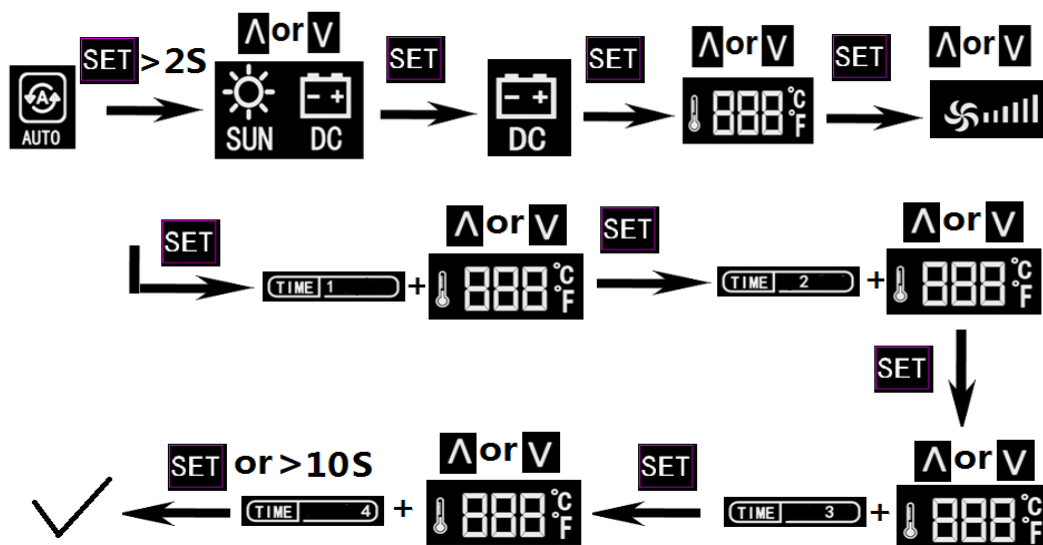 SET >2S
AUTO
Λ or V
SUN DC
SET
DC
SET
Λ or V
888 °C °F
SET
Λ or V
SET
TIME 1 +
Λ or V
888 °C °F
SET
TIME 2 +
Λ or V
888 °C °F
SET
Λ or V
TIME 3 + 888 °C °F
SET
Λ or V
TIME 4 + 888 °C °F
SET or >10S